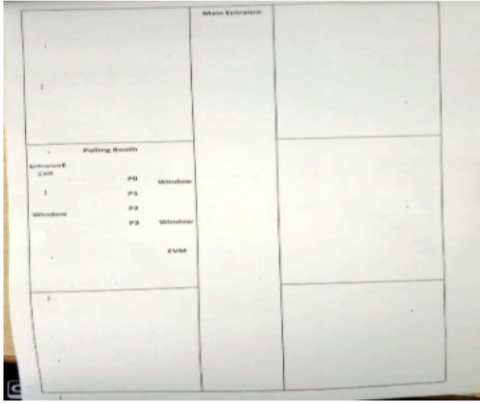 Main Entrance
Polling Booth
Entrance&
Exit
P0
Window
P1
P2
Window
P3
Window
EVM